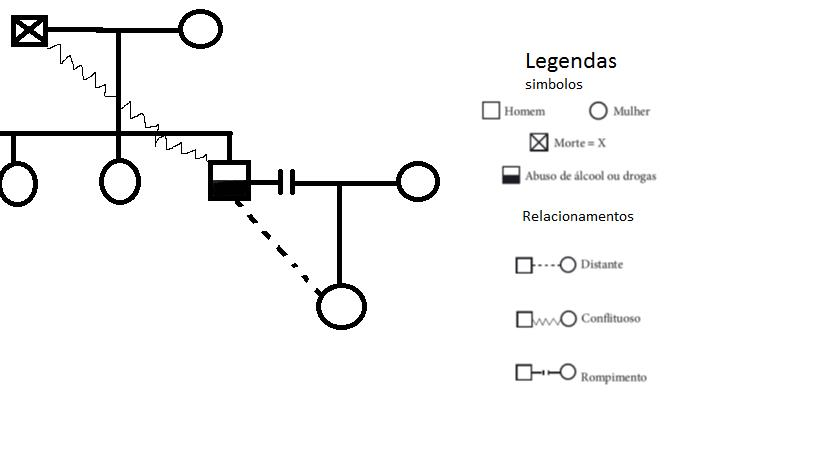 Legendas
simbolos
Homem Mulher
Morte = X
Abuso de álcool ou drogas
Relacionamentos
Distante
Conflituoso
Rompimento